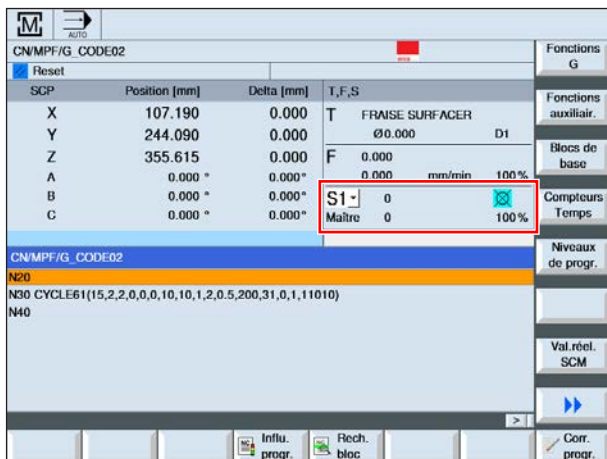 M
AUTO
CN/MPF/G_CODE02
Reset
SCP Position [mm] Delta [mm] T,F,S
X 107.190 0.000 T FRAISE SURFACER
Y 244.090 0.000 Ø0.000 D1
Z 355.615 0.000 F 0.000
A 0.000 ° 0.000° 0.000 mm/min 100%
B 0.000 ° 0.000° S1 0
C 0.000 ° 0.000° Maître 0 100%
CN/MPF/G_CODE02
N20
N30 CYCLE61(15,2,2,0,0,0,10,10,1,2,0.5,200,31,0,1,11010)
N40
Fonctions
G
Fonctions
auxiliair.
Blocs de
base
Compteurs
Temps
Niveaux
de progr.
Val.réel.
SCM
>
NC
Influ.
progr.
NC
Rech.
bloc
Corr.
progr.